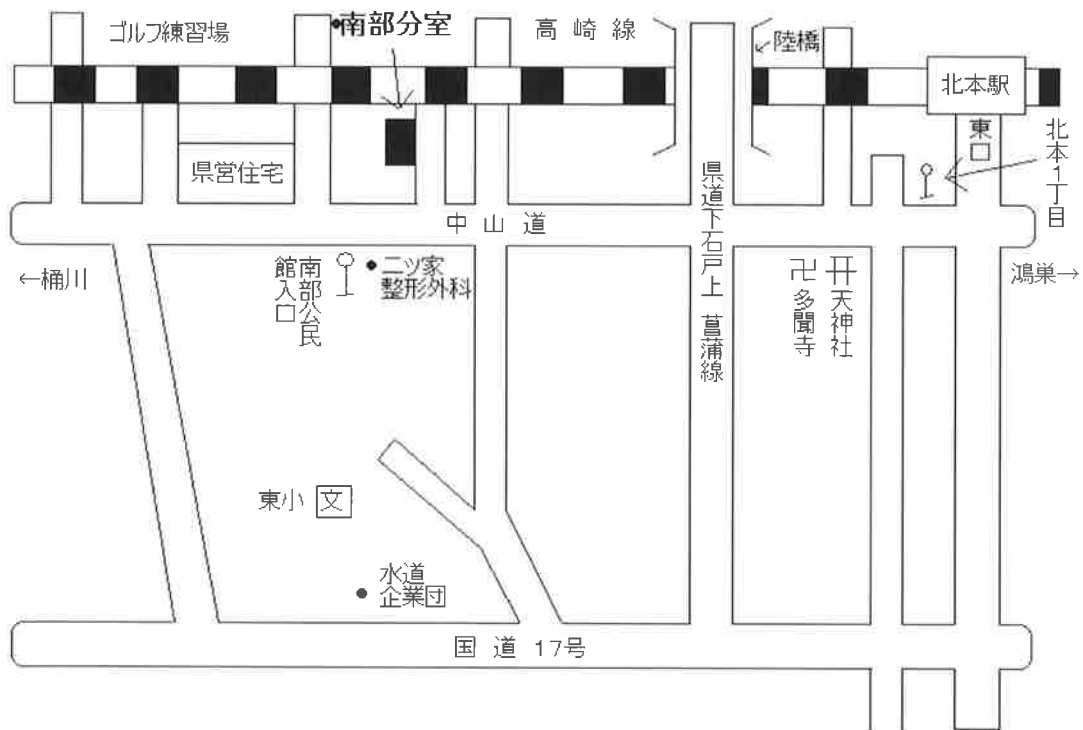 ゴルフ練習場
南部分室
高崎線
陸橋
北本駅
東口
北本1丁目
県営住宅
中山道
県道下石戸上菖蒲線
←桶川
鴻巣→
南部公民
館入口
二ツ家
整形外科
卍多聞寺
天神社
東小
文
水道
企業団
国道17号